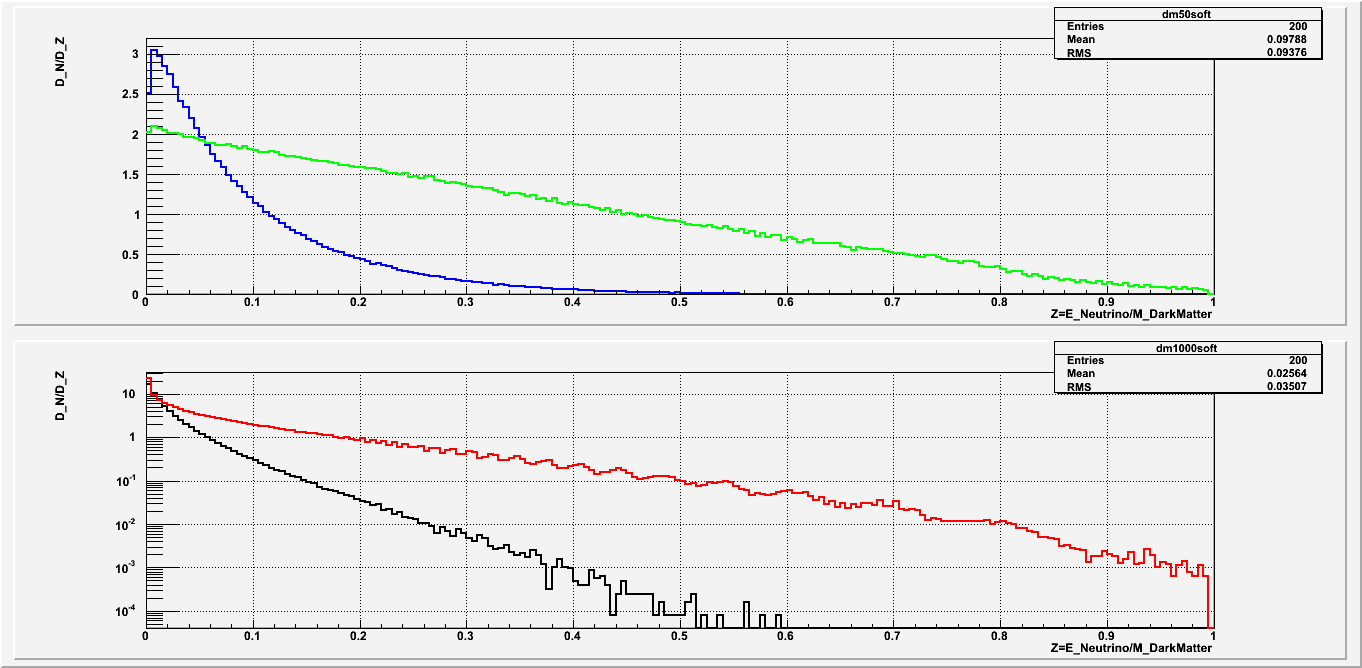 dm50soft
Entries 200
Mean 0.09788
RMS 0.09376
D_N/D_Z
3
2.5
2
1.5
1
0.5
0
0 0.1 0.2 0.3 0.4 0.5 0.6 0.7 0.8 0.9 1
Z=E_Neutrino/M_DarkMatter
dm1000soft
Entries 200
Mean 0.02564
RMS 0.03507
D_N/D_Z
10
1
10⁻¹
10⁻²
10⁻³
10⁻⁴
0 0.1 0.2 0.3 0.4 0.5 0.6 0.7 0.8 0.9 1
Z=E_Neutrino/M_DarkMatter